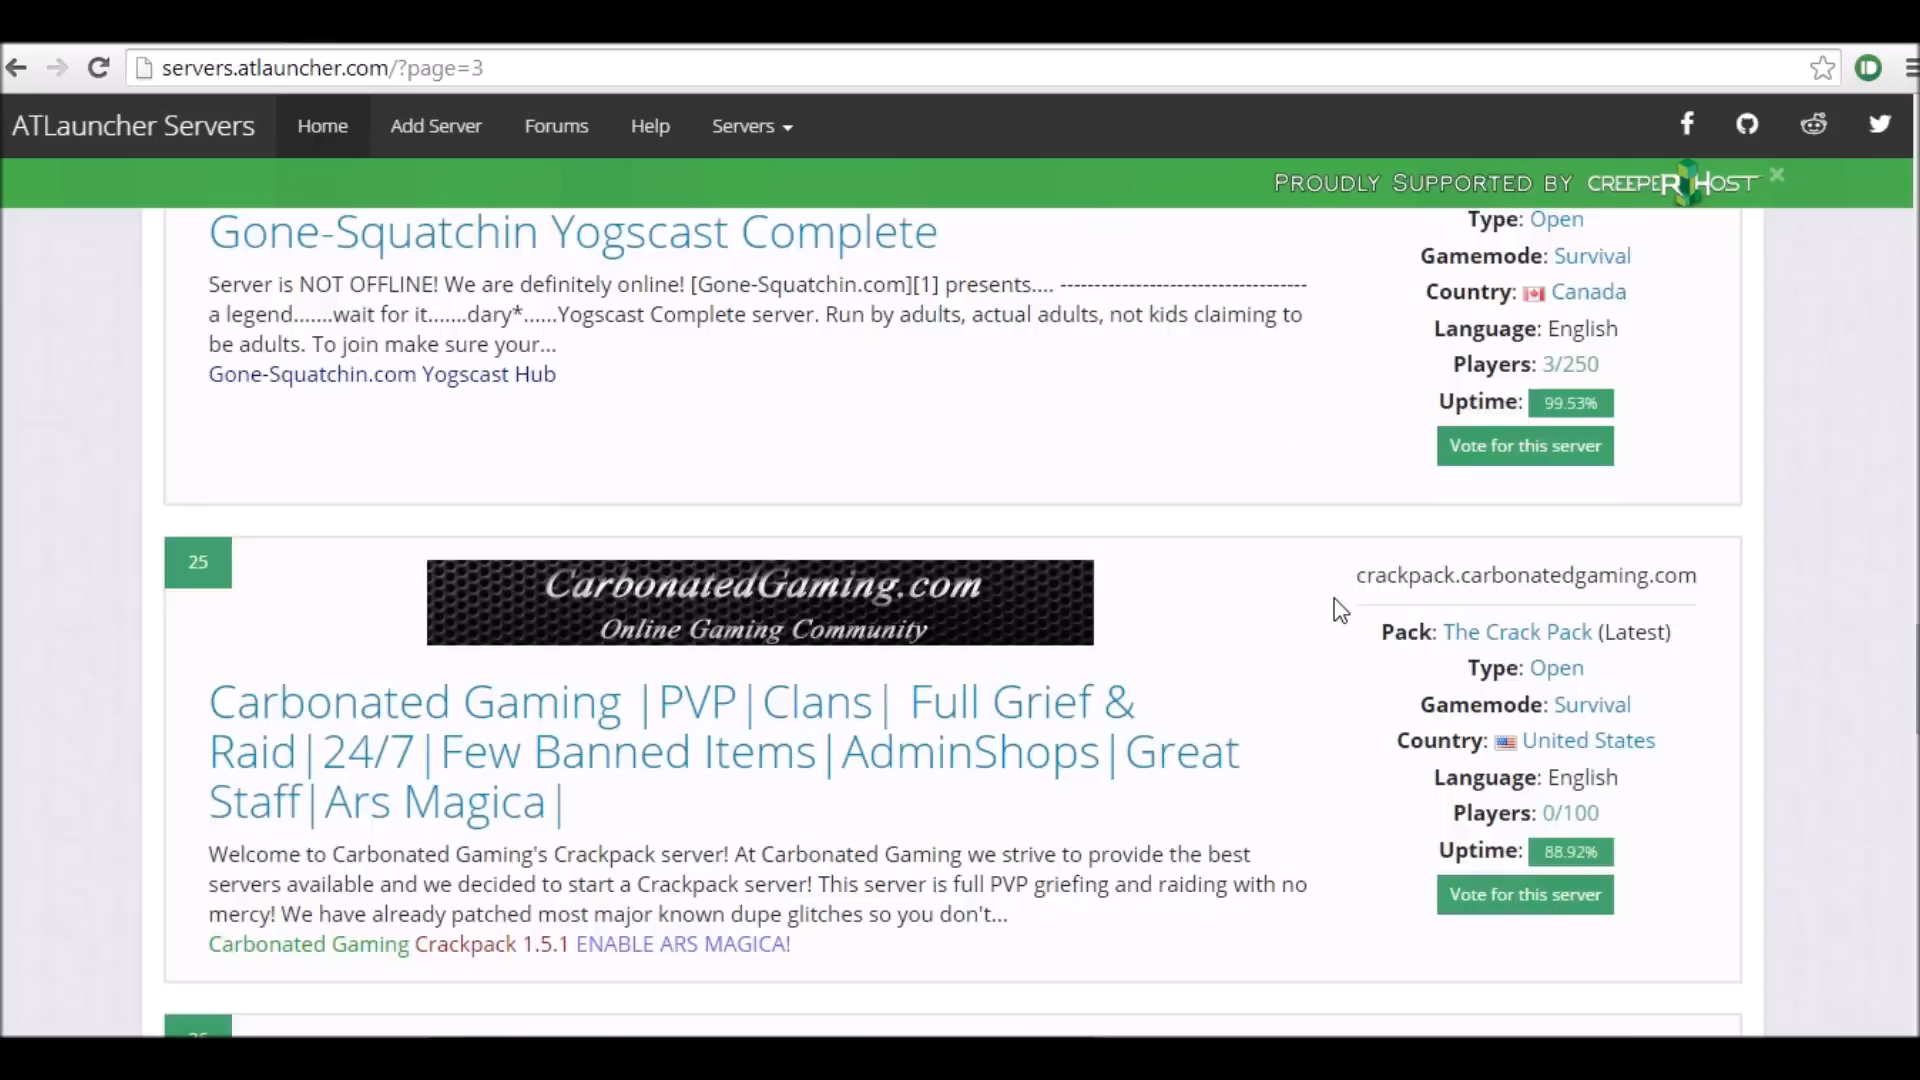 servers.atlauncher.com/?page=3
ATLauncher Servers Home Add Server Forums Help Servers
PROUDLY SUPPORTED BY CREEPERHOST ×
Gone-Squatchin Yogscast Complete
Server is NOT OFFLINE! We are definitely online! [Gone-Squatchin.com][1] presents.... ------------------------------------
a legend.......wait for it.......dary*......Yogscast Complete server. Run by adults, actual adults, not kids claiming to
be adults. To join make sure your...
Gone-Squatchin.com Yogscast Hub
Type: Open
Gamemode: Survival
Country: Canada
Language: English
Players: 3/250
Uptime: 99.53%
Vote for this server
25
CarbonatedGaming.com
Online Gaming Community
Carbonated Gaming |PVP|Clans| Full Grief &
Raid|24/7|Few Banned Items|AdminShops|Great
Staff|Ars Magica|
Welcome to Carbonated Gaming's Crackpack server! At Carbonated Gaming we strive to provide the best
servers available and we decided to start a Crackpack server! This server is full PVP griefing and raiding with no
mercy! We have already patched most major known dupe glitches so you don't...
Carbonated Gaming Crackpack 1.5.1 ENABLE ARS MAGICA!
crackpack.carbonatedgaming.com
Pack: The Crack Pack (Latest)
Type: Open
Gamemode: Survival
Country: United States
Language: English
Players: 0/100
Uptime: 88.92%
Vote for this server